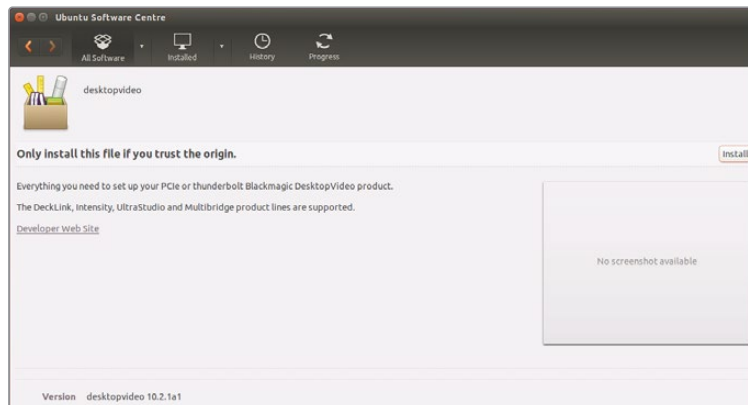 Ubuntu Software Centre
All Software Installed History Progress
desktopvideo
Only install this file if you trust the origin.
Install
Everything you need to set up your PCIe or thunderbolt Blackmagic DesktopVideo product.
The DeckLink, Intensity, UltraStudio and Multibridge product lines are supported.
Developer Web Site
No screenshot available
Version desktopvideo 10.2.1a1